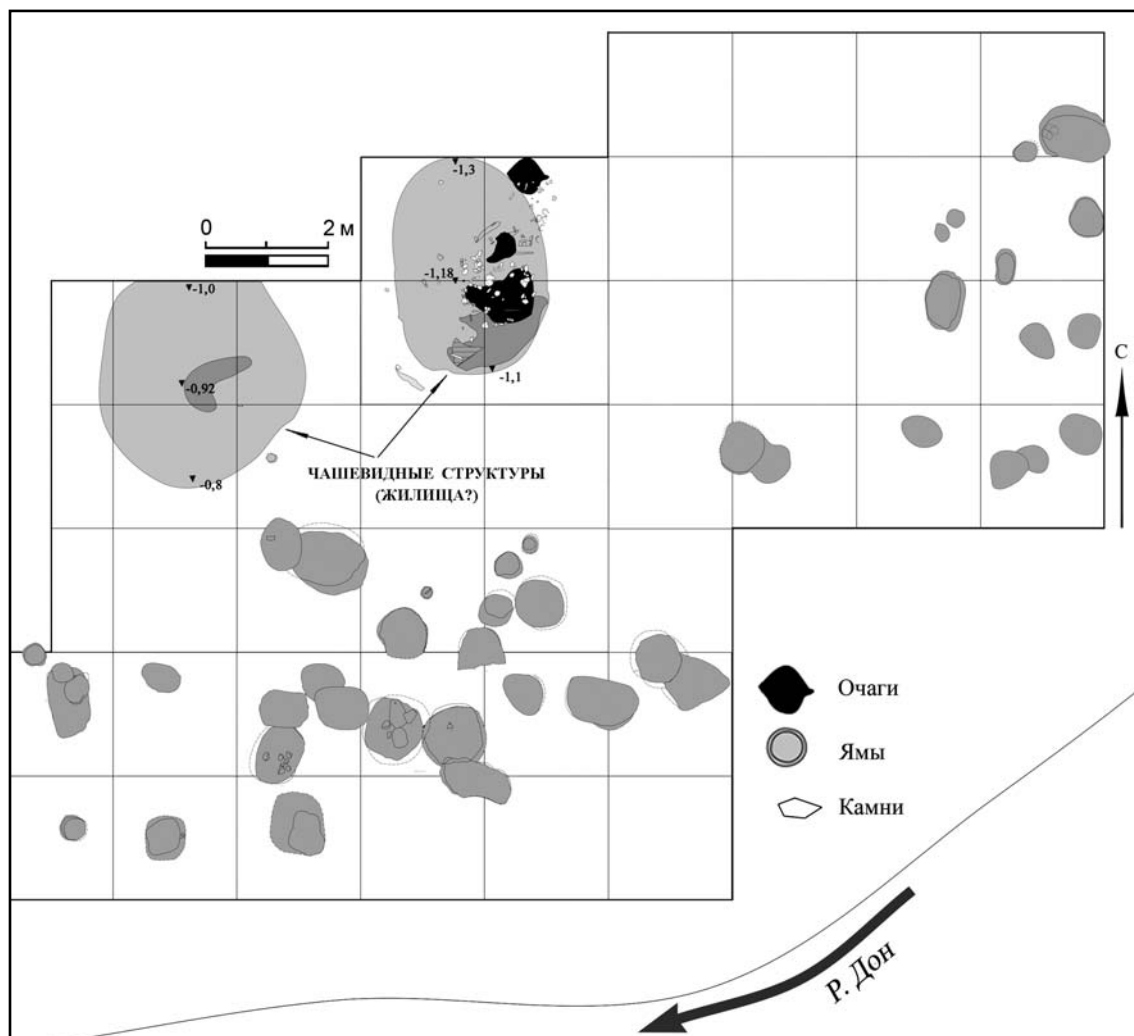 -1,3
0 2 м
-1,18
-1,0
-0,92
-1,1
С
-0,8
ЧАШЕВИДНЫЕ СТРУКТУРЫ
(ЖИЛИЩА?)
Очаги
Ямы
Камни
Р. Дон